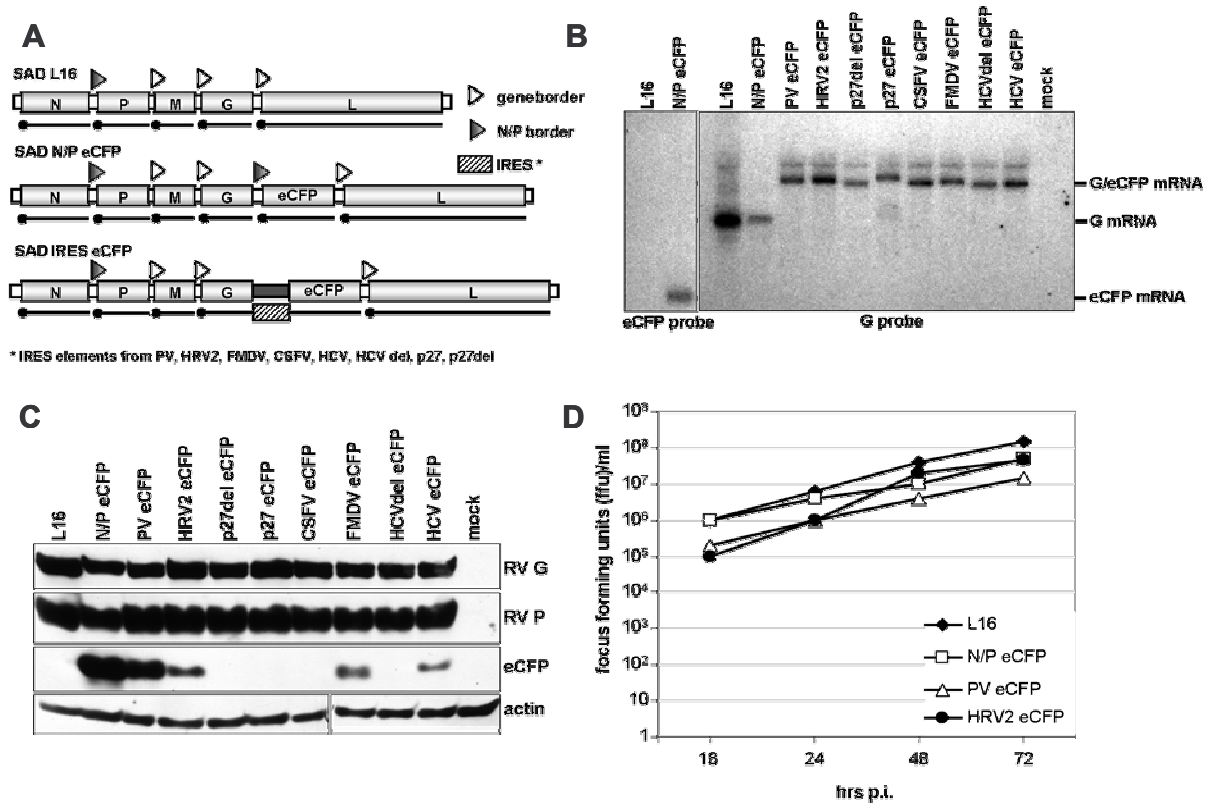 A
SAD L16
N P M G L
SAD N/P eCFP
N P M G eCFP L
SAD IRES eCFP
N P M G eCFP L
geneborder
N/P border
IRES *
* IRES elements from PV, HRV2, FMDV, CSFV, HCV, HCV del, p27, p27del
B
L16
N/P eCFP
L16
N/P eCFP
PV eCFP
HRV2 eCFP
p27del eCFP
p27 eCFP
CSFV eCFP
FMDV eCFP
HCVdel eCFP
HCV eCFP
mock
G/eCFP mRNA
G mRNA
eCFP mRNA
eCFP probe
G probe
C
L16
N/P eCFP
PV eCFP
HRV2 eCFP
p27del eCFP
p27 eCFP
CSFV eCFP
FMDV eCFP
HCVdel eCFP
HCV eCFP
mock
RV G
RV P
eCFP
actin
D
focus forming units (ffu)/ml
10⁹
10⁸
10⁷
10⁶
10⁵
10⁴
10³
10²
10
1
L16
N/P eCFP
PV eCFP
HRV2 eCFP
18 24 48 72
hrs p.i.